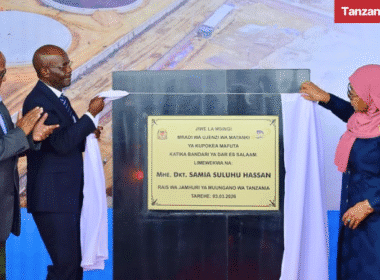 Tanzan
JIWE LA MSINGI
MRADI WA UJENZI WA MATANKI
YA KUPOKEA MAFUTA
KATIKA BANDARI YA DAR ES SALAAM
LIMEWEKWA NA:
MHE. DKT. SAMIA SULUHU HASSAN
RAIS WA JAMHURI YA MUUNGANO WA TANZANIA
TAREHE: 03.03.2026